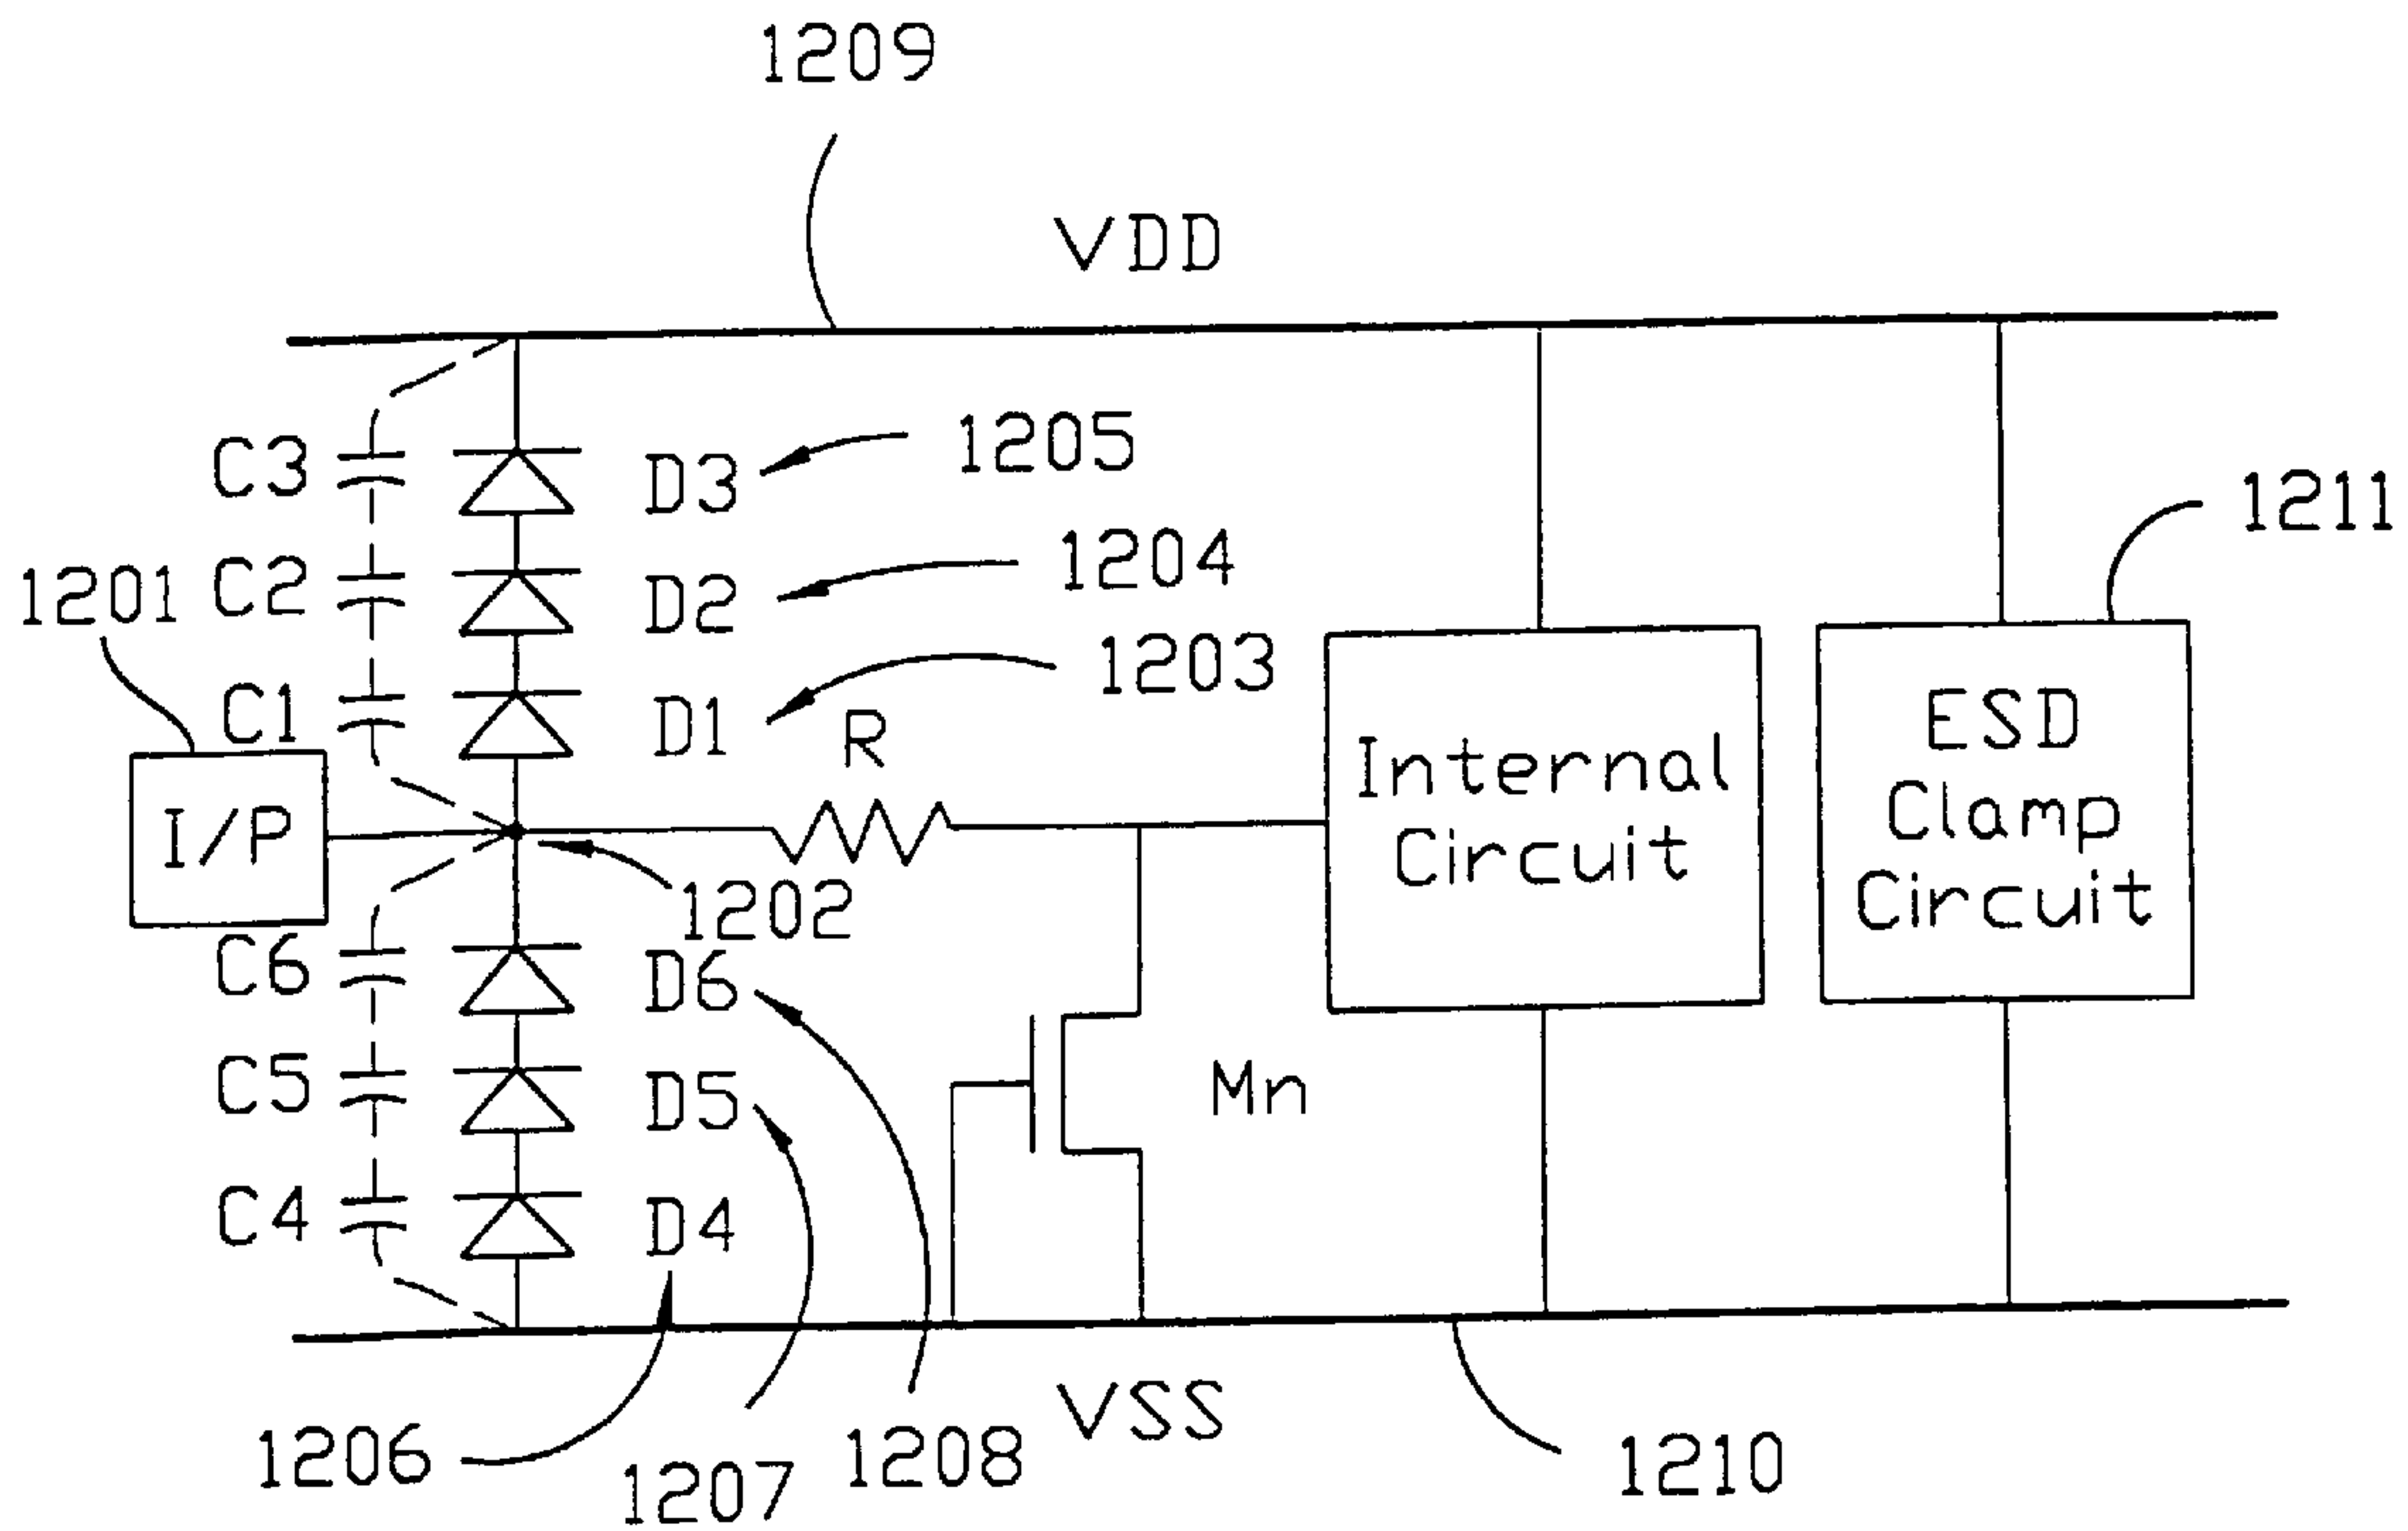 1209
VDD
C3
D3
1205
1211
1204
1201
C2
D2
1203
C1
D1
R
I/P
Internal
Circuit
ESD
Clamp
Circuit
1202
C6
D6
C5
D5
Mn
C4
D4
VSS
1206
1207
1208
1210